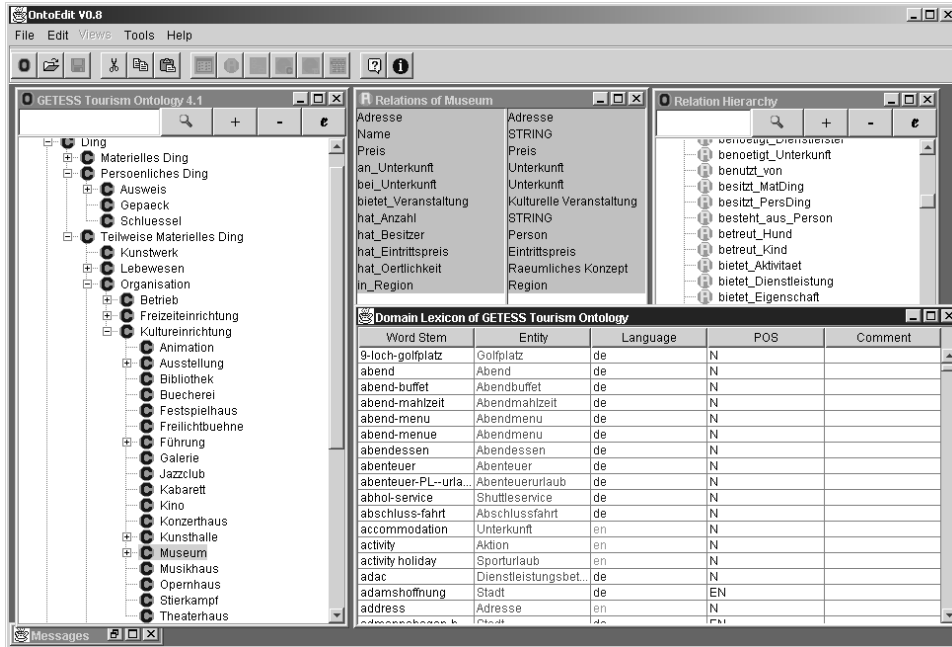 OntoEdit V0.8
File Edit Views Tools Help
GETESS Tourism Ontology 4.1
+ - e
Ding
Materielles Ding
Persoenliches Ding
Ausweis
Gepaeck
Schluessel
Teilweise Materielles Ding
Kunstwerk
Lebewesen
Organisation
Betrieb
Freizeiteinrichtung
Kultureinrichtung
Animation
Ausstellung
Bibliothek
Buecherei
Festspielhaus
Freilichtbuehne
Führung
Galerie
Jazzclub
Kabarett
Kino
Konzerthaus
Kunsthalle
Museum
Musikhaus
Opernhaus
Stierkampf
Theaterhaus
Relations of Museum
Adresse Adresse
Name STRING
Preis Preis
an_Unterkunft Unterkunft
bei_Unterkunft Unterkunft
bietet_Veranstaltung Kulturelle Veranstaltung
hat_Anzahl STRING
hat_Besitzer Person
hat_Eintrittspreis Eintrittspreis
hat_Oertlichkeit Raeumliches Konzept
in_Region Region
Relation Hierarchy
+ - e
benoetigt_Dienstleister
benoetigt_Unterkunft
benutzt_von
besitzt_MatDing
besitzt_PersDing
besteht_aus_Person
betreut_Hund
betreut_Kind
bietet_Aktivitaet
bietet_Dienstleistung
bietet_Eigenschaft
Domain Lexicon of GETESS Tourism Ontology
Word Stem Entity Language POS Comment
9-loch-golfplatz Golfplatz de N
abend Abend de N
abend-buffet Abendbuffet de N
abend-mahlzeit Abendmahlzeit de N
abend-menu Abendmenu de N
abend-menue Abendmenu de N
abendessen Abendessen de N
abenteuer Abenteuer de N
abenteuer-PL--urla... Abenteuerurlaub de N
abhol-service Shuttleservice de N
abschluss-fahrt Abschlussfahrt de N
accommodation Unterkunft en N
activity Aktion en N
activity holiday Sporturlaub en N
adac Dienstleistungsbet... de N
adamshoffnung Stadt de EN
address Adresse en N
Stadt de EN
Messages